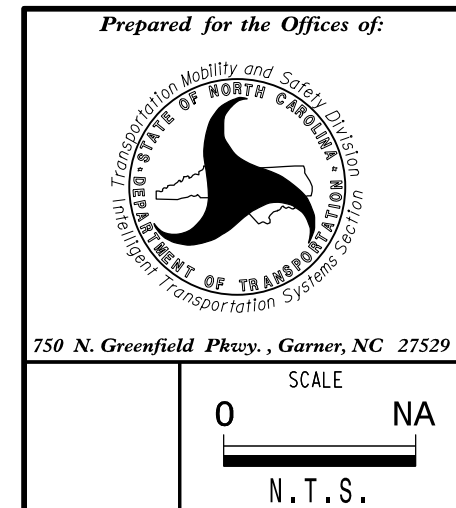 Prepared for the Offices of:
Transportation Mobility and Safety Division
STATE OF NORTH CAROLINA
DEPARTMENT OF TRANSPORTATION
Intelligent Transportation Systems Section
750 N. Greenfield Pkwy., Garner, NC 27529
SCALE
0 NA
N.T.S.